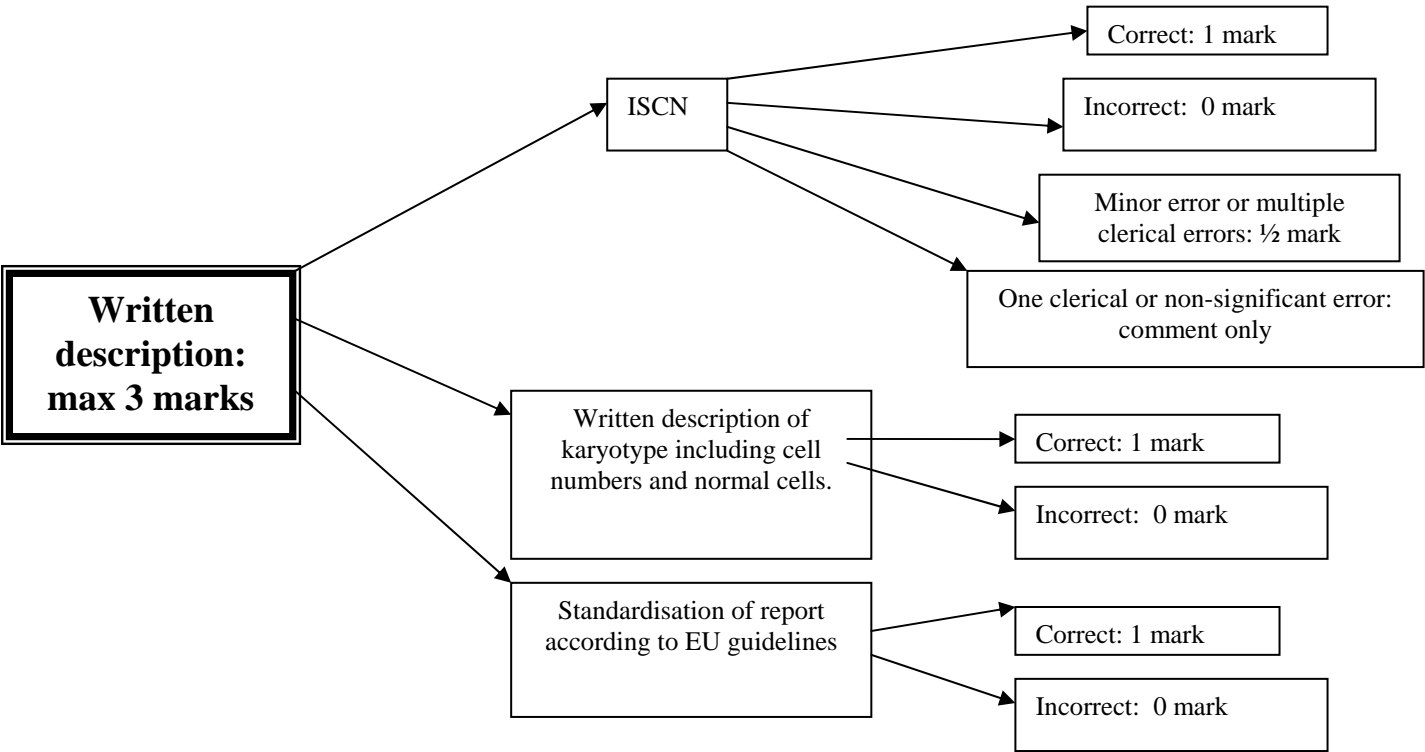 Written
description:
max 3 marks
ISCN
Correct: 1 mark
Incorrect: 0 mark
Minor error or multiple
clerical errors: ½ mark
One clerical or non-significant error:
comment only
Written description of
karyotype including cell
numbers and normal cells.
Correct: 1 mark
Incorrect: 0 mark
Standardisation of report
according to EU guidelines
Correct: 1 mark
Incorrect: 0 mark